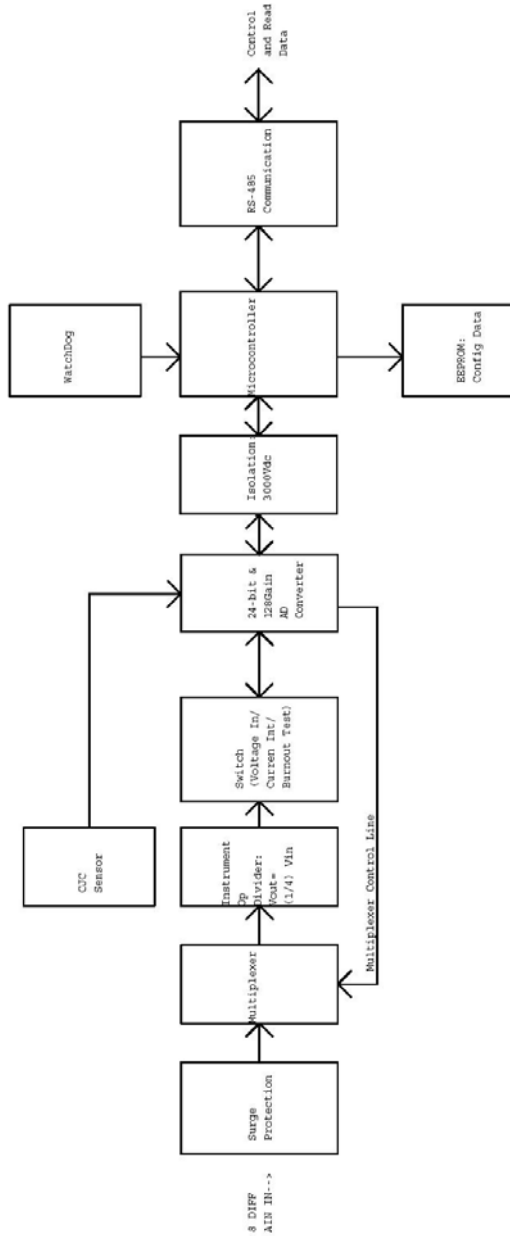 8 DIFF
AIN IN-->
Surge
Protection
Multiplexer
Instrument
Op
Divider:
Vout=
(1/4) Vin
Switch
(Voltage In/
Curren Int/
Burnout Test)
CJC
Sensor
24-bit &
128Gain
AD
Converter
Multiplexer Control Line
Isolation:
3000Vdc
WatchDog
Microcontroller
EEPROM:
Config Data
RS-485
Communication
Control
and Read
Data